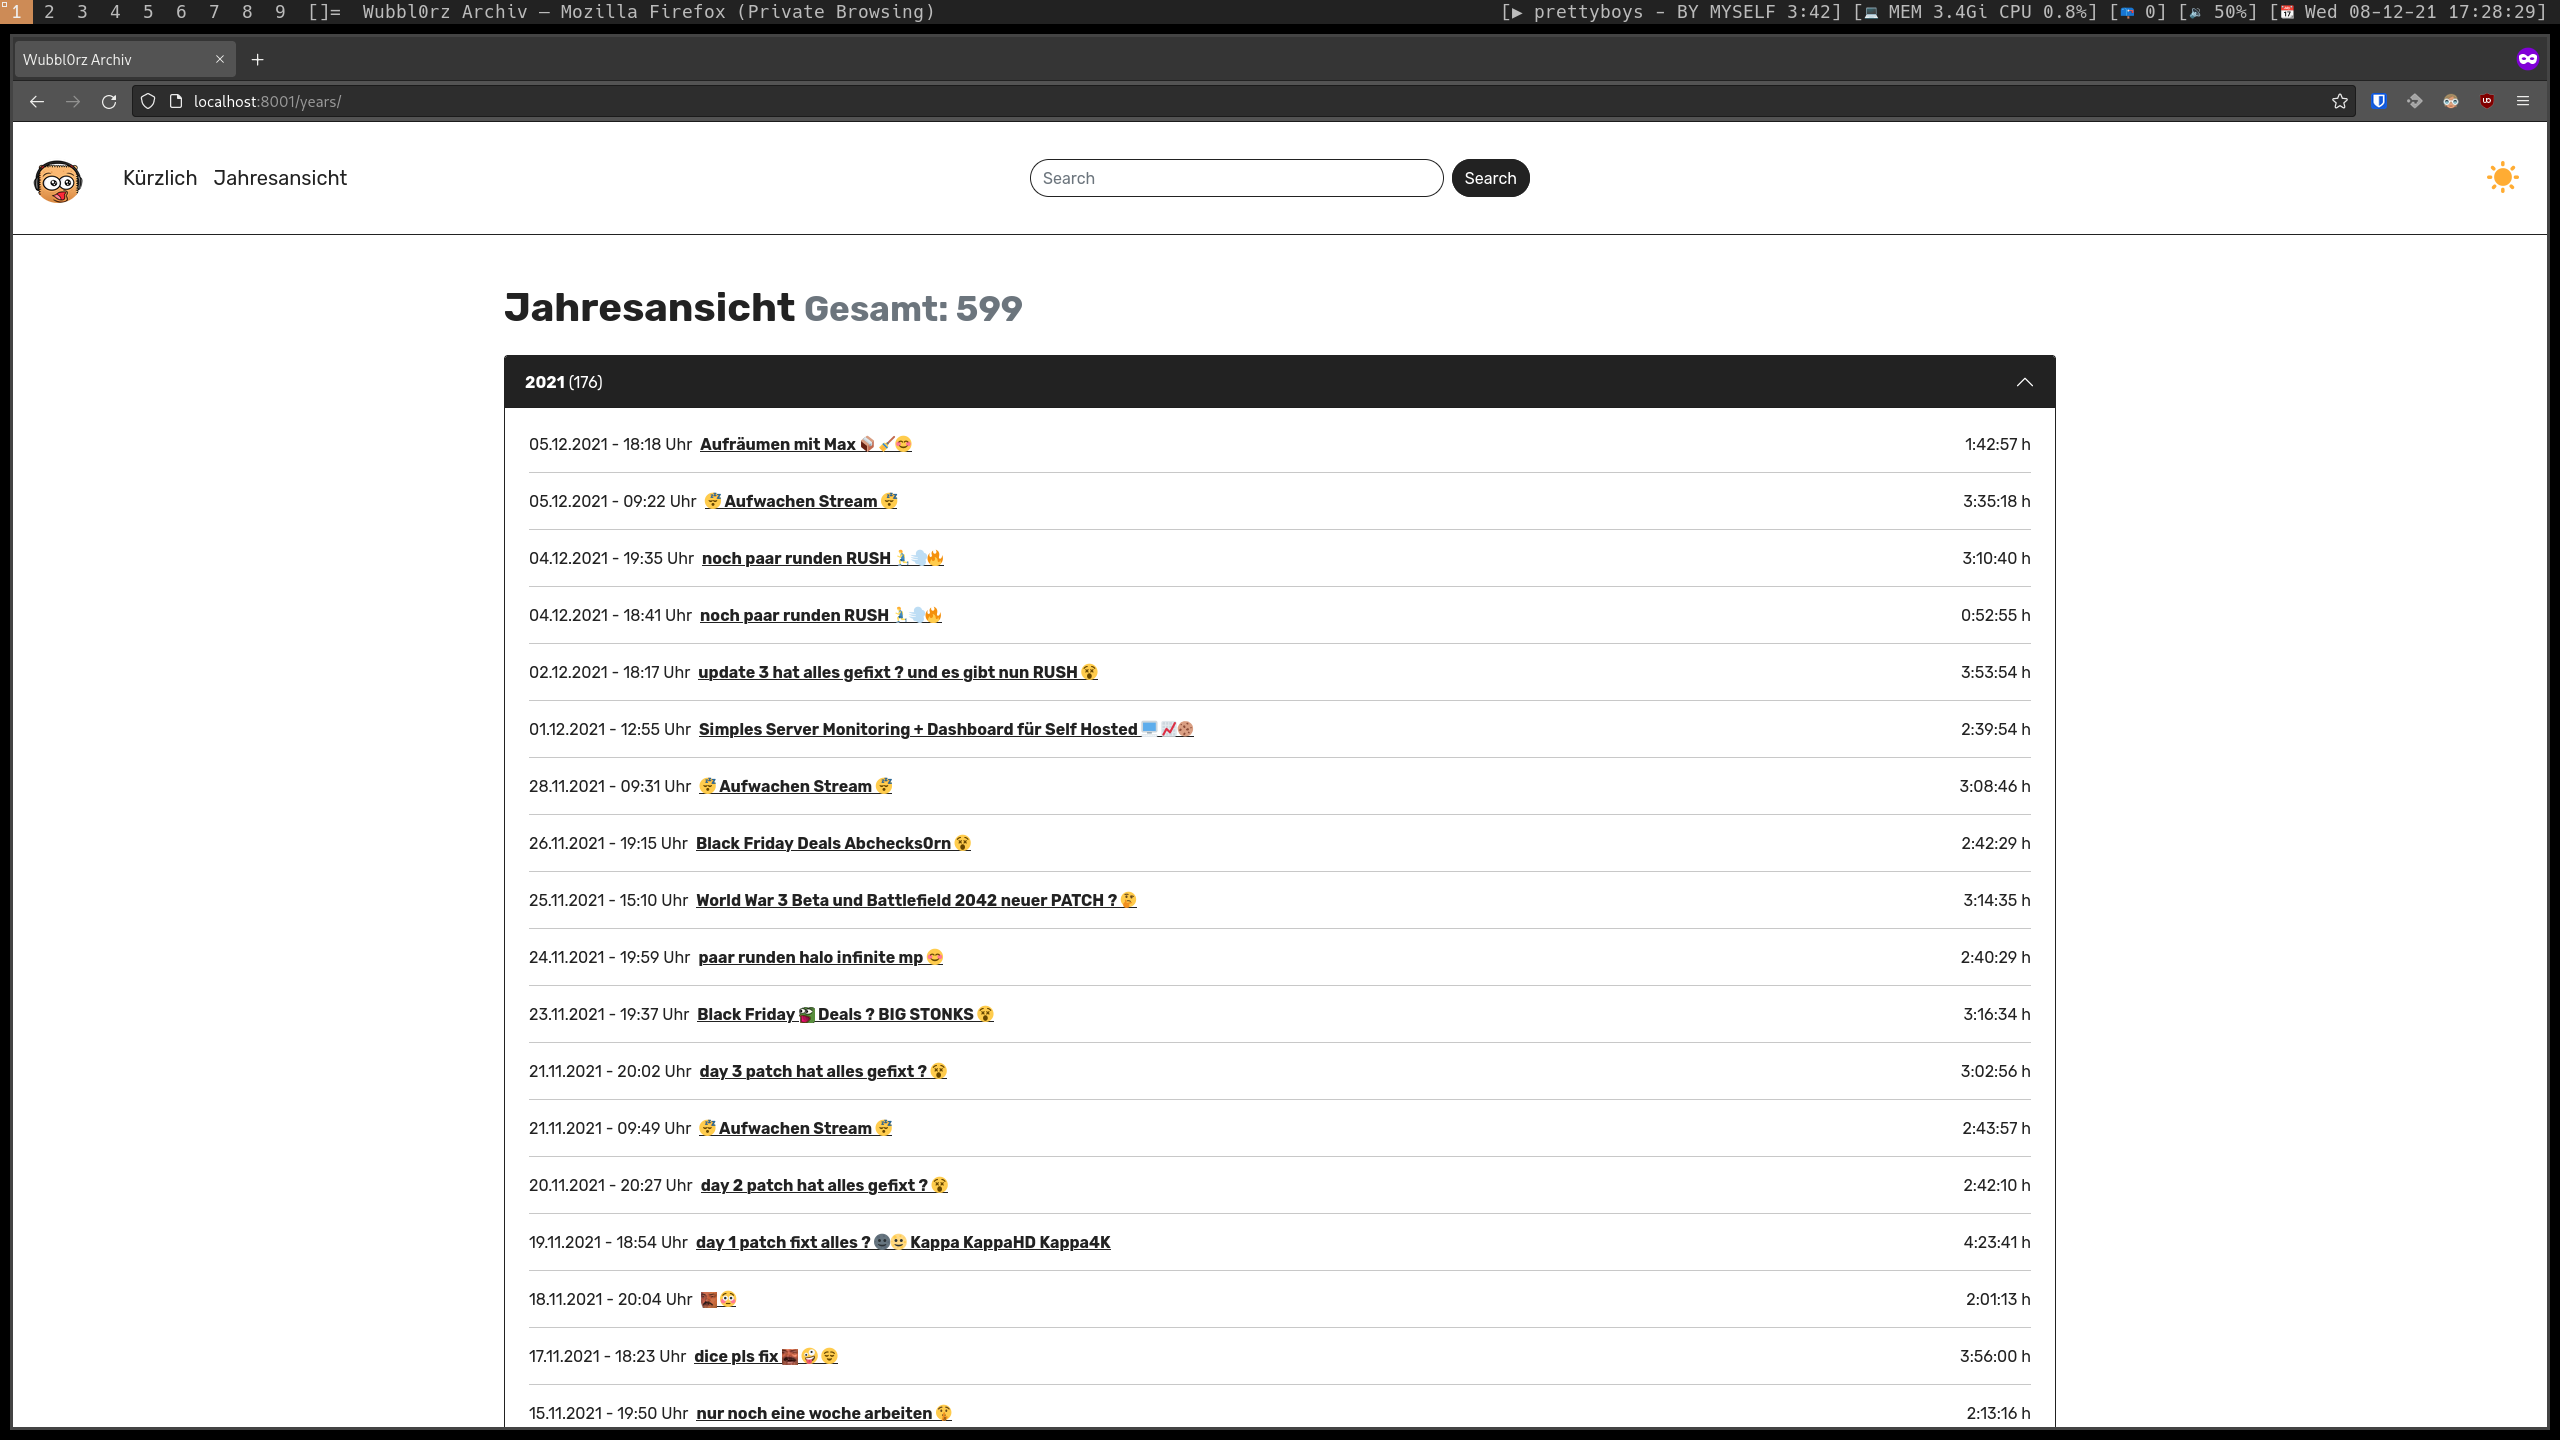 1 2 3 4 5 6 7 8 9 []= Wubbl0rz Archiv — Mozilla Firefox (Private Browsing) [▶ prettyboys - BY MYSELF 3:42] [💻 MEM 3.4Gi CPU 0.8%] [📪 0] [🔉 50%] [📆 Wed 08-12-21 17:28:29]
Wubbl0rz Archiv
localhost:8001/years/
Kürzlich Jahresansicht Search Search
Jahresansicht Gesamt: 599
2021 (176)
05.12.2021 - 18:18 Uhr Aufräumen mit Max 📦🧹😊 1:42:57 h
05.12.2021 - 09:22 Uhr 😴 Aufwachen Stream 😴 3:35:18 h
04.12.2021 - 19:35 Uhr noch paar runden RUSH 🏃💨🔥 3:10:40 h
04.12.2021 - 18:41 Uhr noch paar runden RUSH 🏃💨🔥 0:52:55 h
02.12.2021 - 18:17 Uhr update 3 hat alles gefixt ? und es gibt nun RUSH 😵 3:53:54 h
01.12.2021 - 12:55 Uhr Simples Server Monitoring + Dashboard für Self Hosted 🖥️📈🍪 2:39:54 h
28.11.2021 - 09:31 Uhr 😴 Aufwachen Stream 😴 3:08:46 h
26.11.2021 - 19:15 Uhr Black Friday Deals Abchecks0rn 😵 2:42:29 h
25.11.2021 - 15:10 Uhr World War 3 Beta und Battlefield 2042 neuer PATCH ? 🤔 3:14:35 h
24.11.2021 - 19:59 Uhr paar runden halo infinite mp 😊 2:40:29 h
23.11.2021 - 19:37 Uhr Black Friday Deals ? BIG STONKS 😵 3:16:34 h
21.11.2021 - 20:02 Uhr day 3 patch hat alles gefixt ? 😵 3:02:56 h
21.11.2021 - 09:49 Uhr 😴 Aufwachen Stream 😴 2:43:57 h
20.11.2021 - 20:27 Uhr day 2 patch hat alles gefixt ? 😵 2:42:10 h
19.11.2021 - 18:54 Uhr day 1 patch fixt alles ? 🌚🌝 Kappa KappaHD Kappa4K 4:23:41 h
18.11.2021 - 20:04 Uhr 😳 2:01:13 h
17.11.2021 - 18:23 Uhr dice pls fix 🤪😌 3:56:00 h
15.11.2021 - 19:50 Uhr nur noch eine woche arbeiten 🤫 2:13:16 h